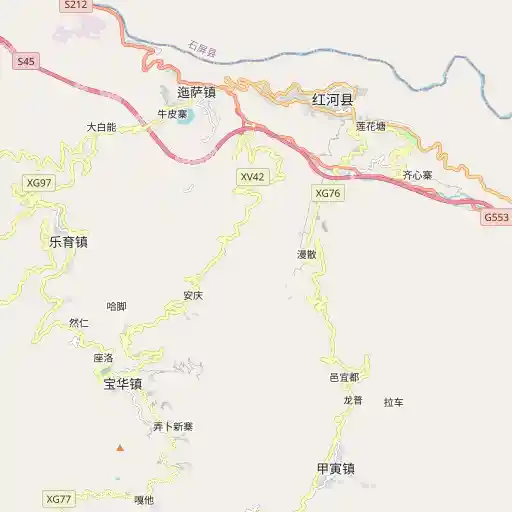 S212
石屏县
S45
迤萨镇
红河县
牛皮寨
大白能
莲花塘
XV42
齐心寨
XG97
XG76
G553
乐育镇
漫散
安庆
哈脚
然仁
座洛
宝华镇
邑宜都
龙普
拉车
弄卜新寨
甲寅镇
XG77
嘎他